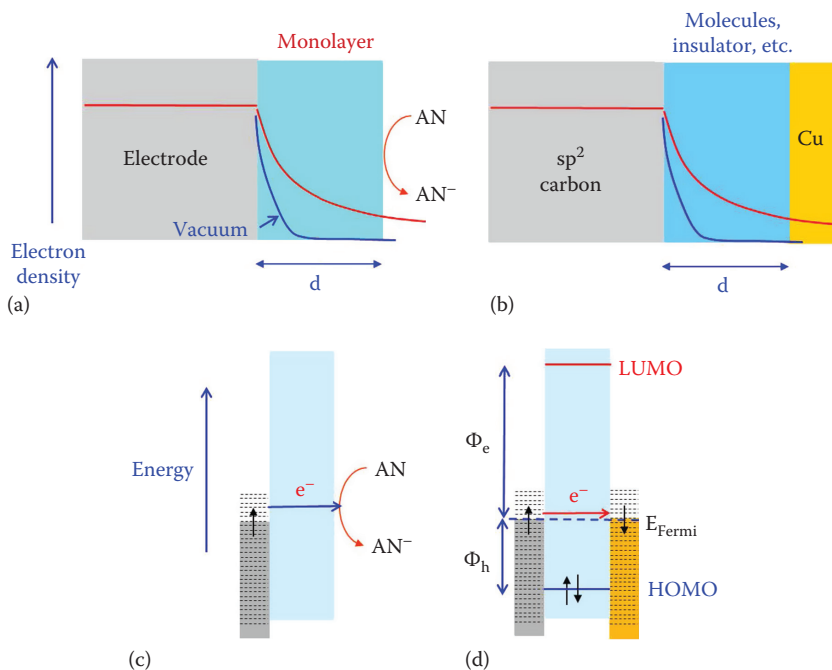 Monolayer
Electrode
Vacuum
AN
AN⁻
Electron
density
d
(a)
Molecules,
insulator, etc.
sp²
carbon
Cu
d
(b)
Energy
e⁻
AN
AN⁻
(c)
LUMO
Φe
e⁻
EFermi
Φh
HOMO
(d)